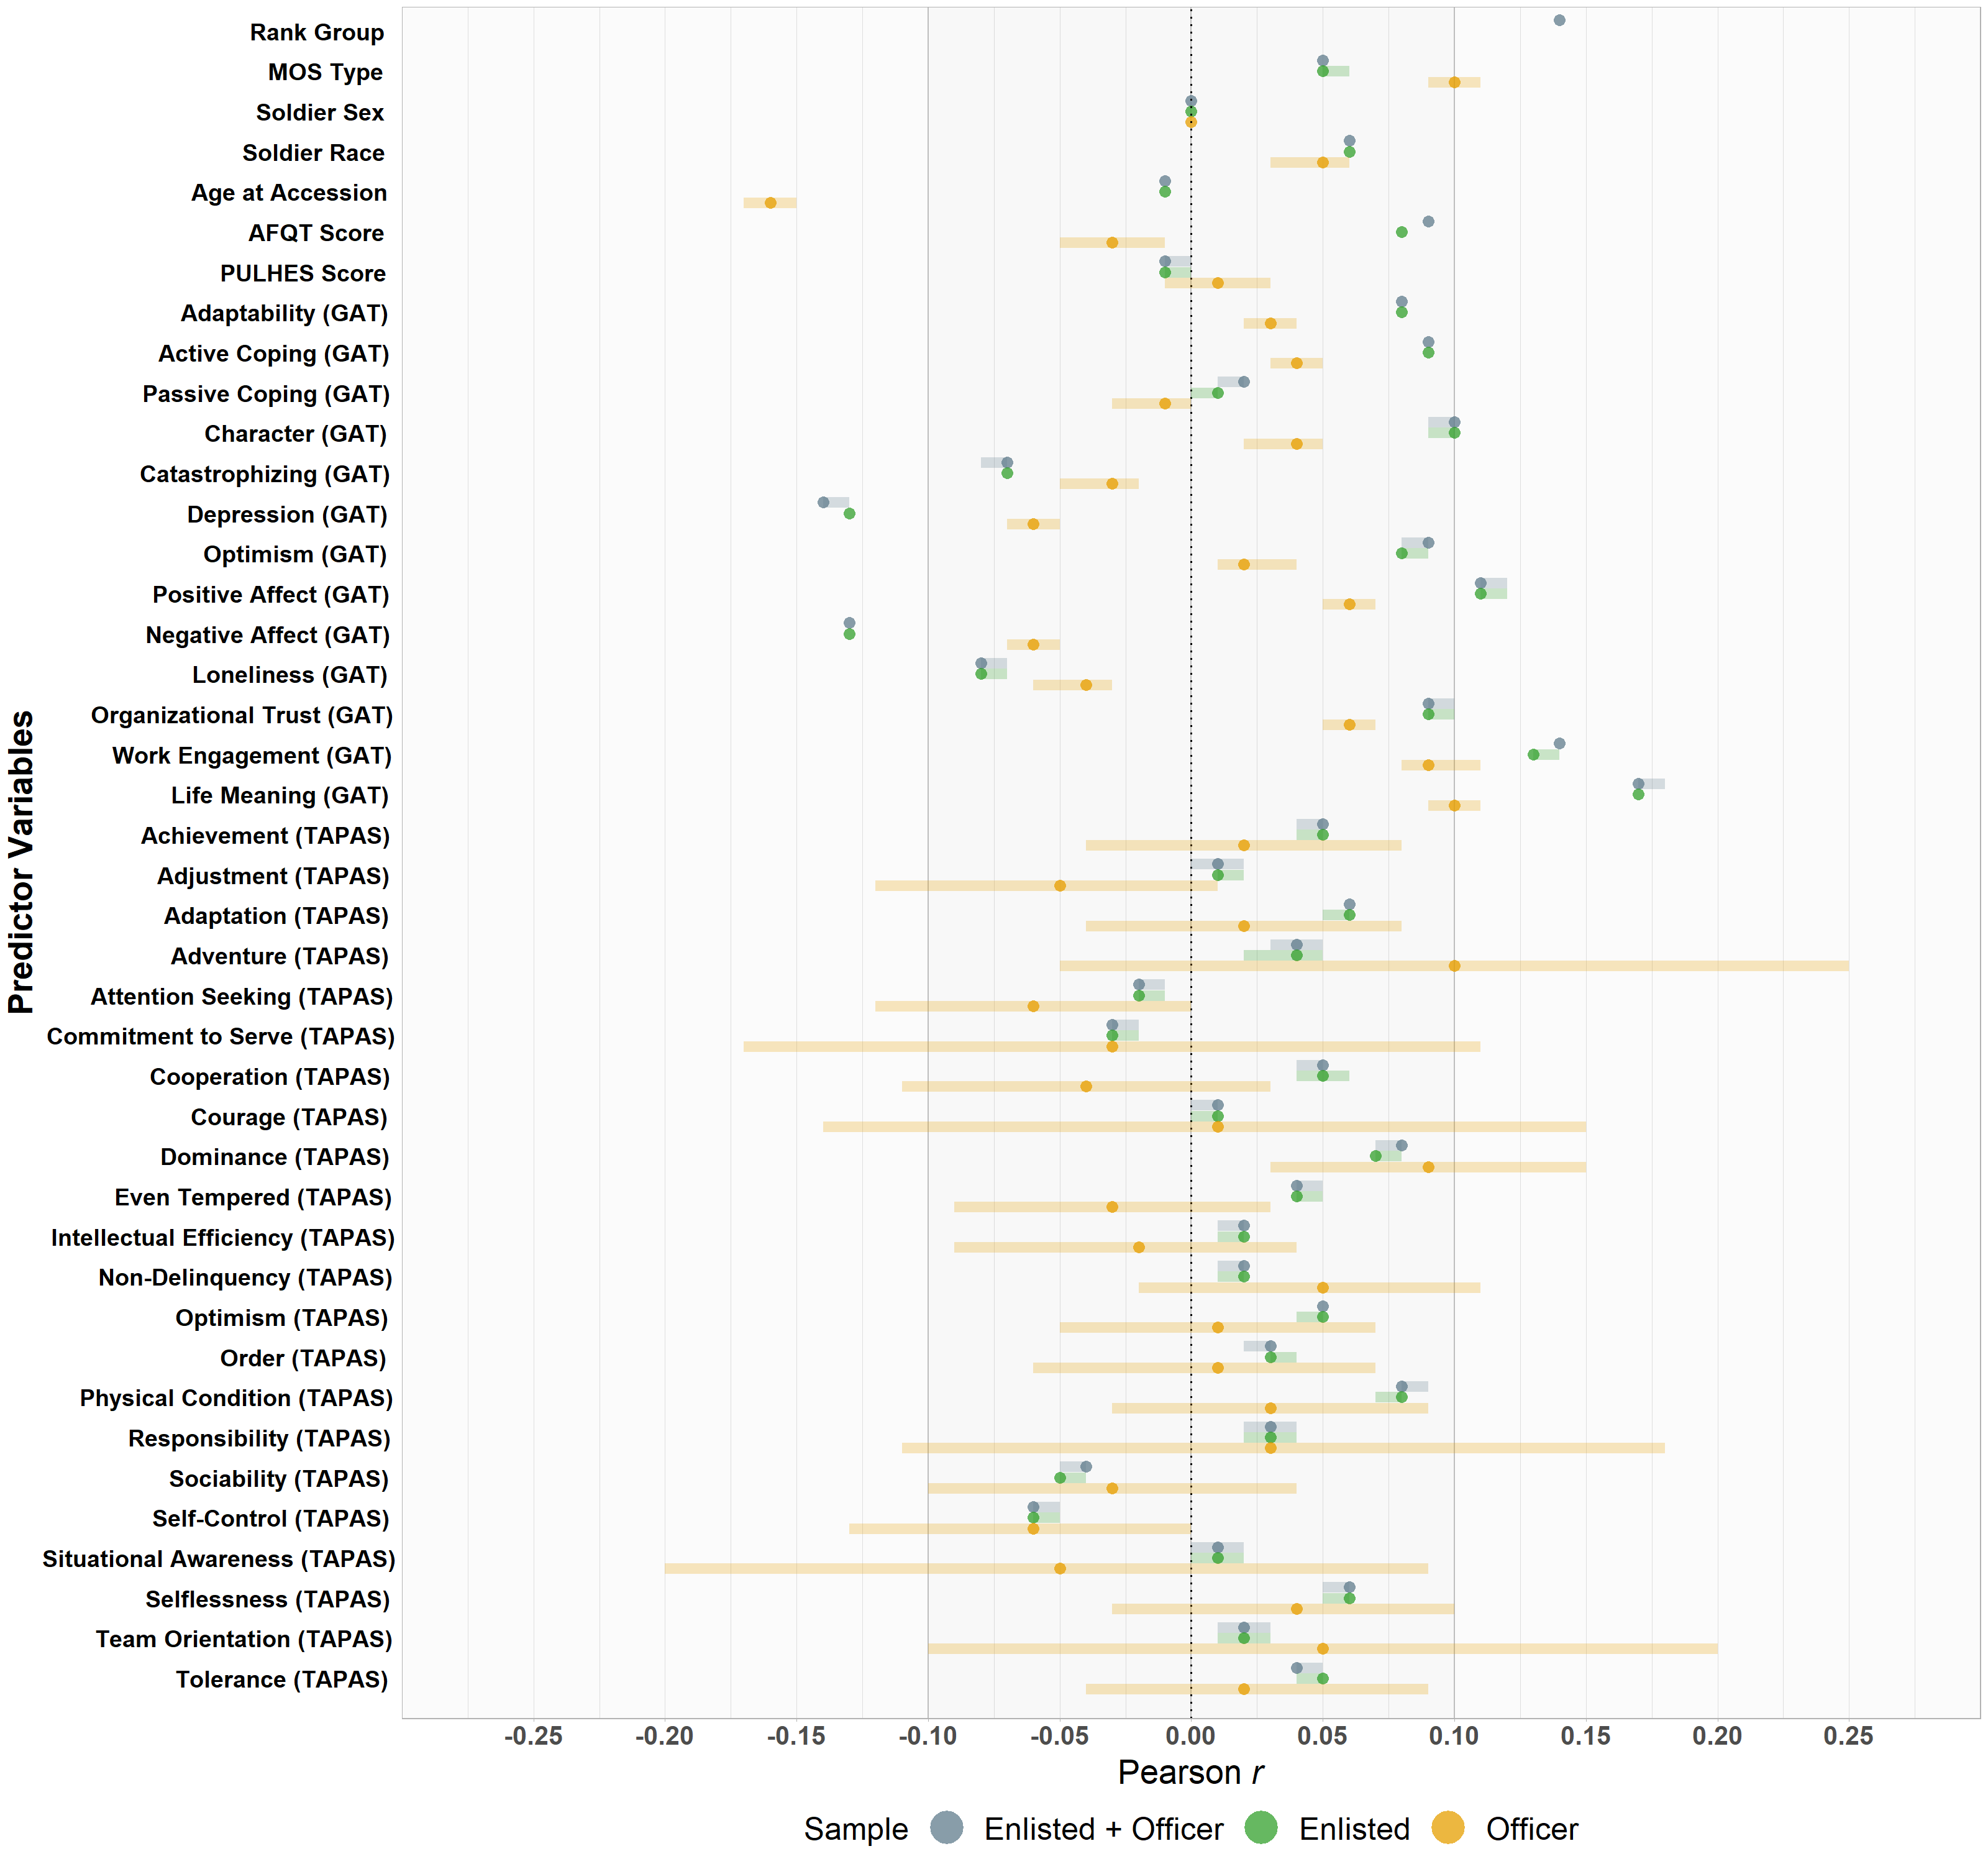 Rank Group
MOS Type
Soldier Sex
Soldier Race
Age at Accession
AFQT Score
PULHES Score
Adaptability (GAT)
Active Coping (GAT)
Passive Coping (GAT)
Character (GAT)
Catastrophizing (GAT)
Depression (GAT)
Optimism (GAT)
Positive Affect (GAT)
Negative Affect (GAT)
Loneliness (GAT)
Organizational Trust (GAT)
Work Engagement (GAT)
Life Meaning (GAT)
Achievement (TAPAS)
Adjustment (TAPAS)
Adaptation (TAPAS)
Adventure (TAPAS)
Attention Seeking (TAPAS)
Commitment to Serve (TAPAS)
Cooperation (TAPAS)
Courage (TAPAS)
Dominance (TAPAS)
Even Tempered (TAPAS)
Intellectual Efficiency (TAPAS)
Non-Delinquency (TAPAS)
Optimism (TAPAS)
Order (TAPAS)
Physical Condition (TAPAS)
Responsibility (TAPAS)
Sociability (TAPAS)
Self-Control (TAPAS)
Situational Awareness (TAPAS)
Selflessness (TAPAS)
Team Orientation (TAPAS)
Tolerance (TAPAS)
Predictor Variables
-0.25 -0.20 -0.15 -0.10 -0.05 0.00 0.05 0.10 0.15 0.20 0.25
Pearson r
Sample Enlisted + Officer Enlisted Officer